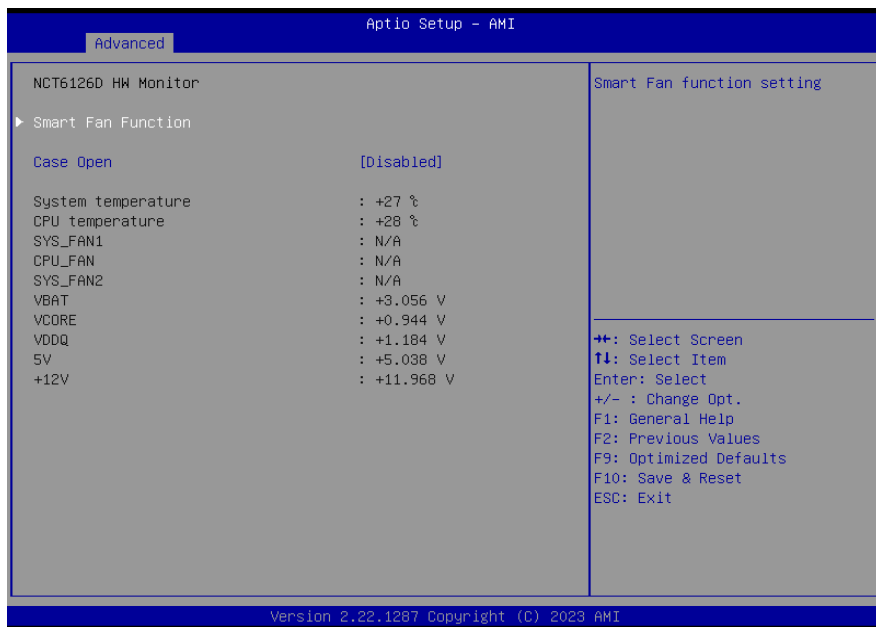 Aptio Setup – AMI
Advanced
NCT6126D HW Monitor
Smart Fan Function
Case Open [Disabled]
System temperature : +27 ℃
CPU temperature : +28 ℃
SYS_FAN1 : N/A
CPU_FAN : N/A
SYS_FAN2 : N/A
VBAT : +3.056 V
VCORE : +0.944 V
VDDQ : +1.184 V
5V : +5.038 V
+12V : +11.968 V
Smart Fan function setting
→←: Select Screen
↑↓: Select Item
Enter: Select
+/- : Change Opt.
F1: General Help
F2: Previous Values
F9: Optimized Defaults
F10: Save & Reset
ESC: Exit
Version 2.22.1287 Copyright (C) 2023 AMI